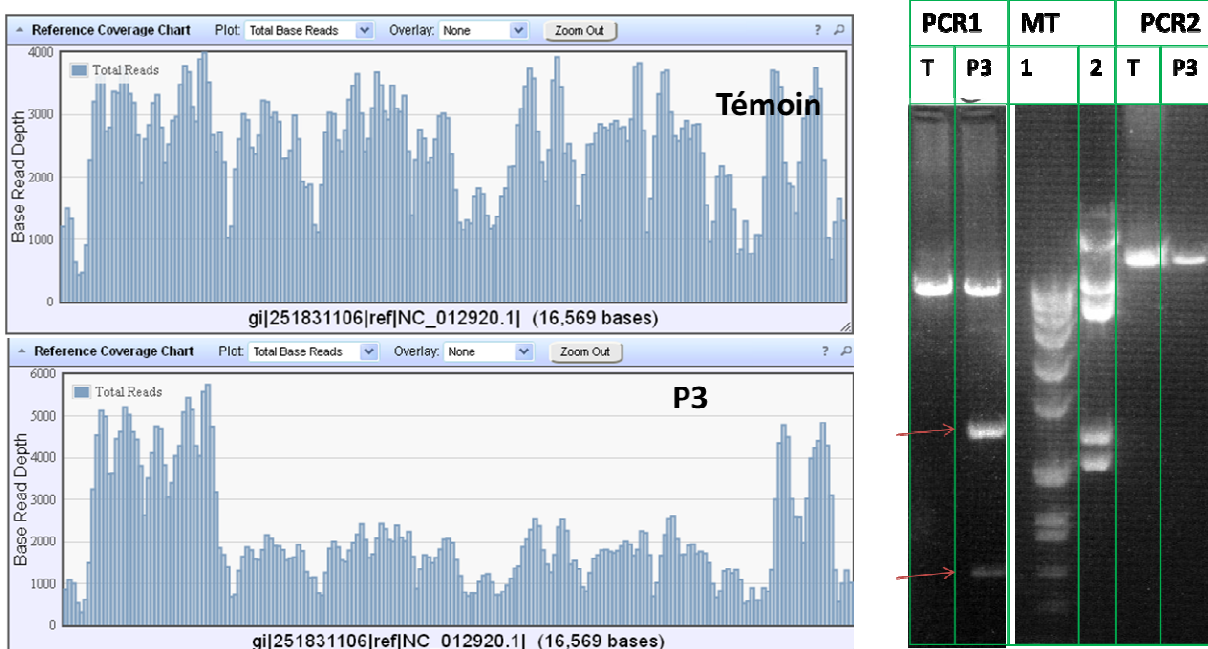 Reference Coverage Chart Plot: Total Base Reads Overlay: None Zoom Out ?
4000
3000
2000
1000
0
Base Read Depth
Total Reads
Témoin
gi|251831106|ref|NC_012920.1| (16,569 bases)
Reference Coverage Chart Plot: Total Base Reads Overlay: None Zoom Out ?
6000
5000
4000
3000
2000
1000
0
Base Read Depth
Total Reads
P3
gi|251831106|ref|NC_012920.1| (16,569 bases)
PCR1 MT PCR2
T P3 1 2 T P3